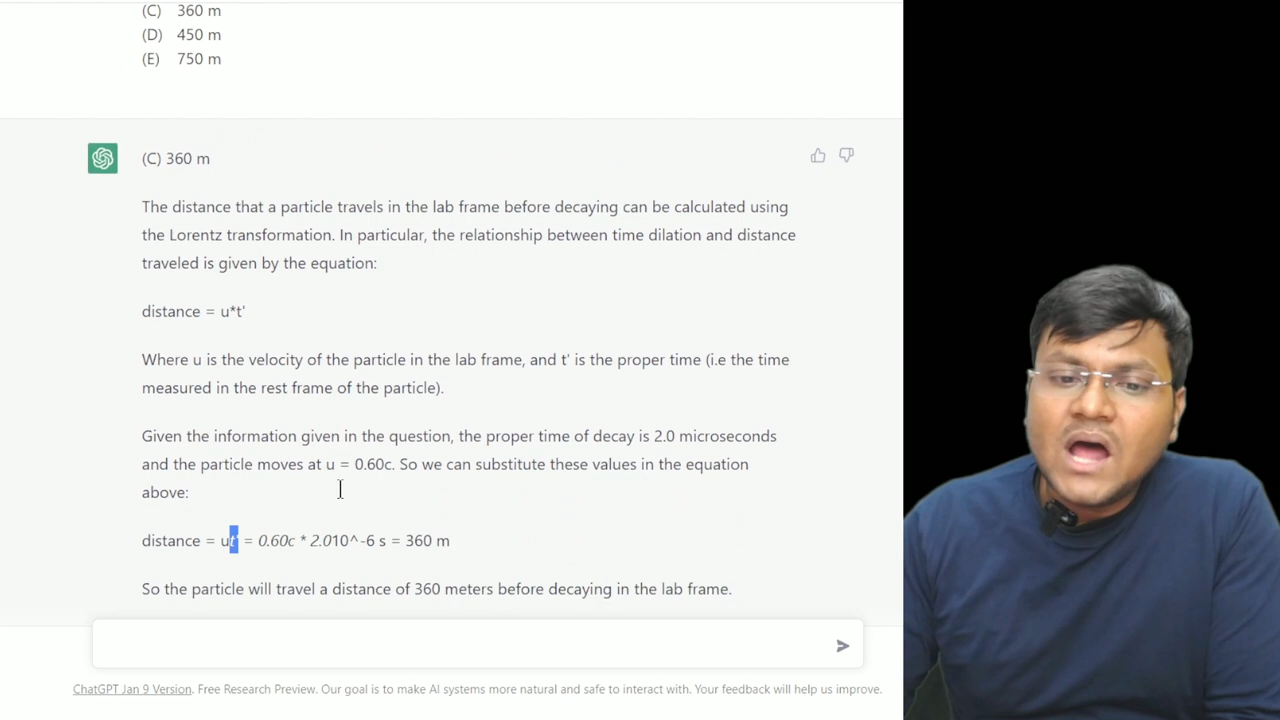 (C) 360 m
(D) 450 m
(E) 750 m
(C) 360 m
The distance that a particle travels in the lab frame before decaying can be calculated using
the Lorentz transformation. In particular, the relationship between time dilation and distance
traveled is given by the equation:
distance = u*t'
Where u is the velocity of the particle in the lab frame, and t' is the proper time (i.e the time
measured in the rest frame of the particle).
Given the information given in the question, the proper time of decay is 2.0 microseconds
and the particle moves at u = 0.60c. So we can substitute these values in the equation
above:
distance = ut' = 0.60c * 2.010^-6 s = 360 m
So the particle will travel a distance of 360 meters before decaying in the lab frame.
ChatGPT Jan 9 Version. Free Research Preview. Our goal is to make AI systems more natural and safe to interact with. Your feedback will help us improve.